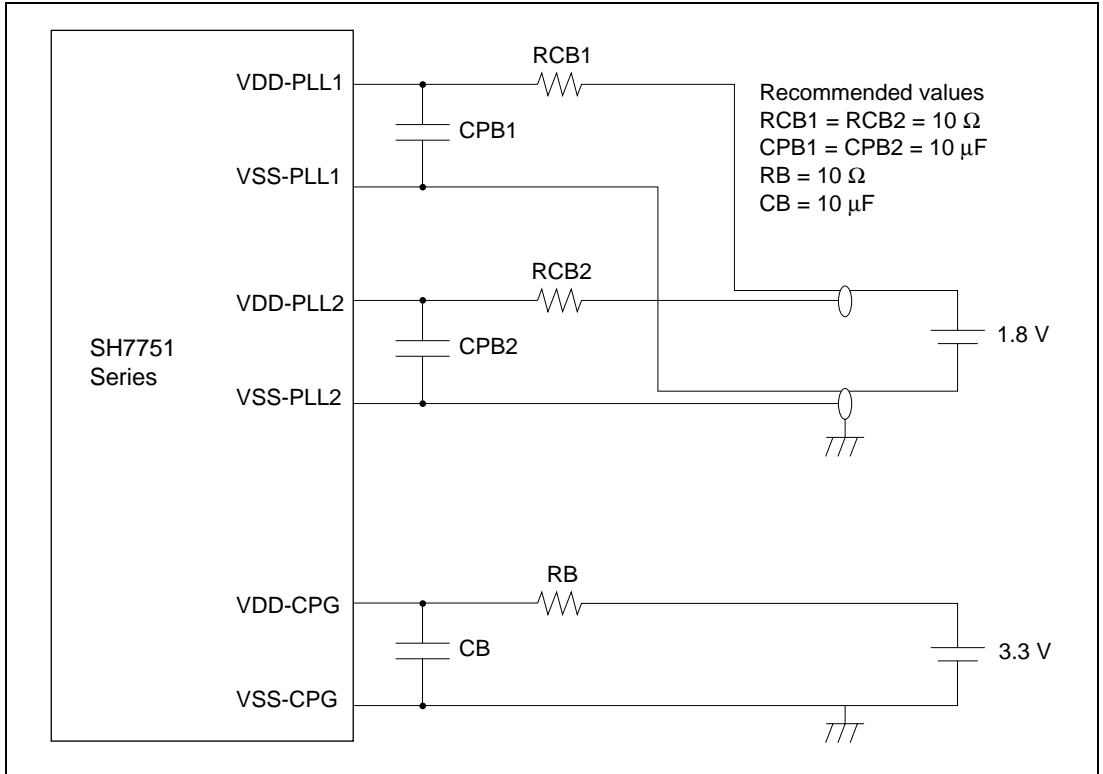 RCB1
VDD-PLL1
Recommended values
RCB1 = RCB2 = 10 Ω
CPB1 = CPB2 = 10 μF
RB = 10 Ω
CB = 10 μF
CPB1
VSS-PLL1
RCB2
VDD-PLL2
SH7751
Series
CPB2
1.8 V
VSS-PLL2
RB
VDD-CPG
CB
3.3 V
VSS-CPG